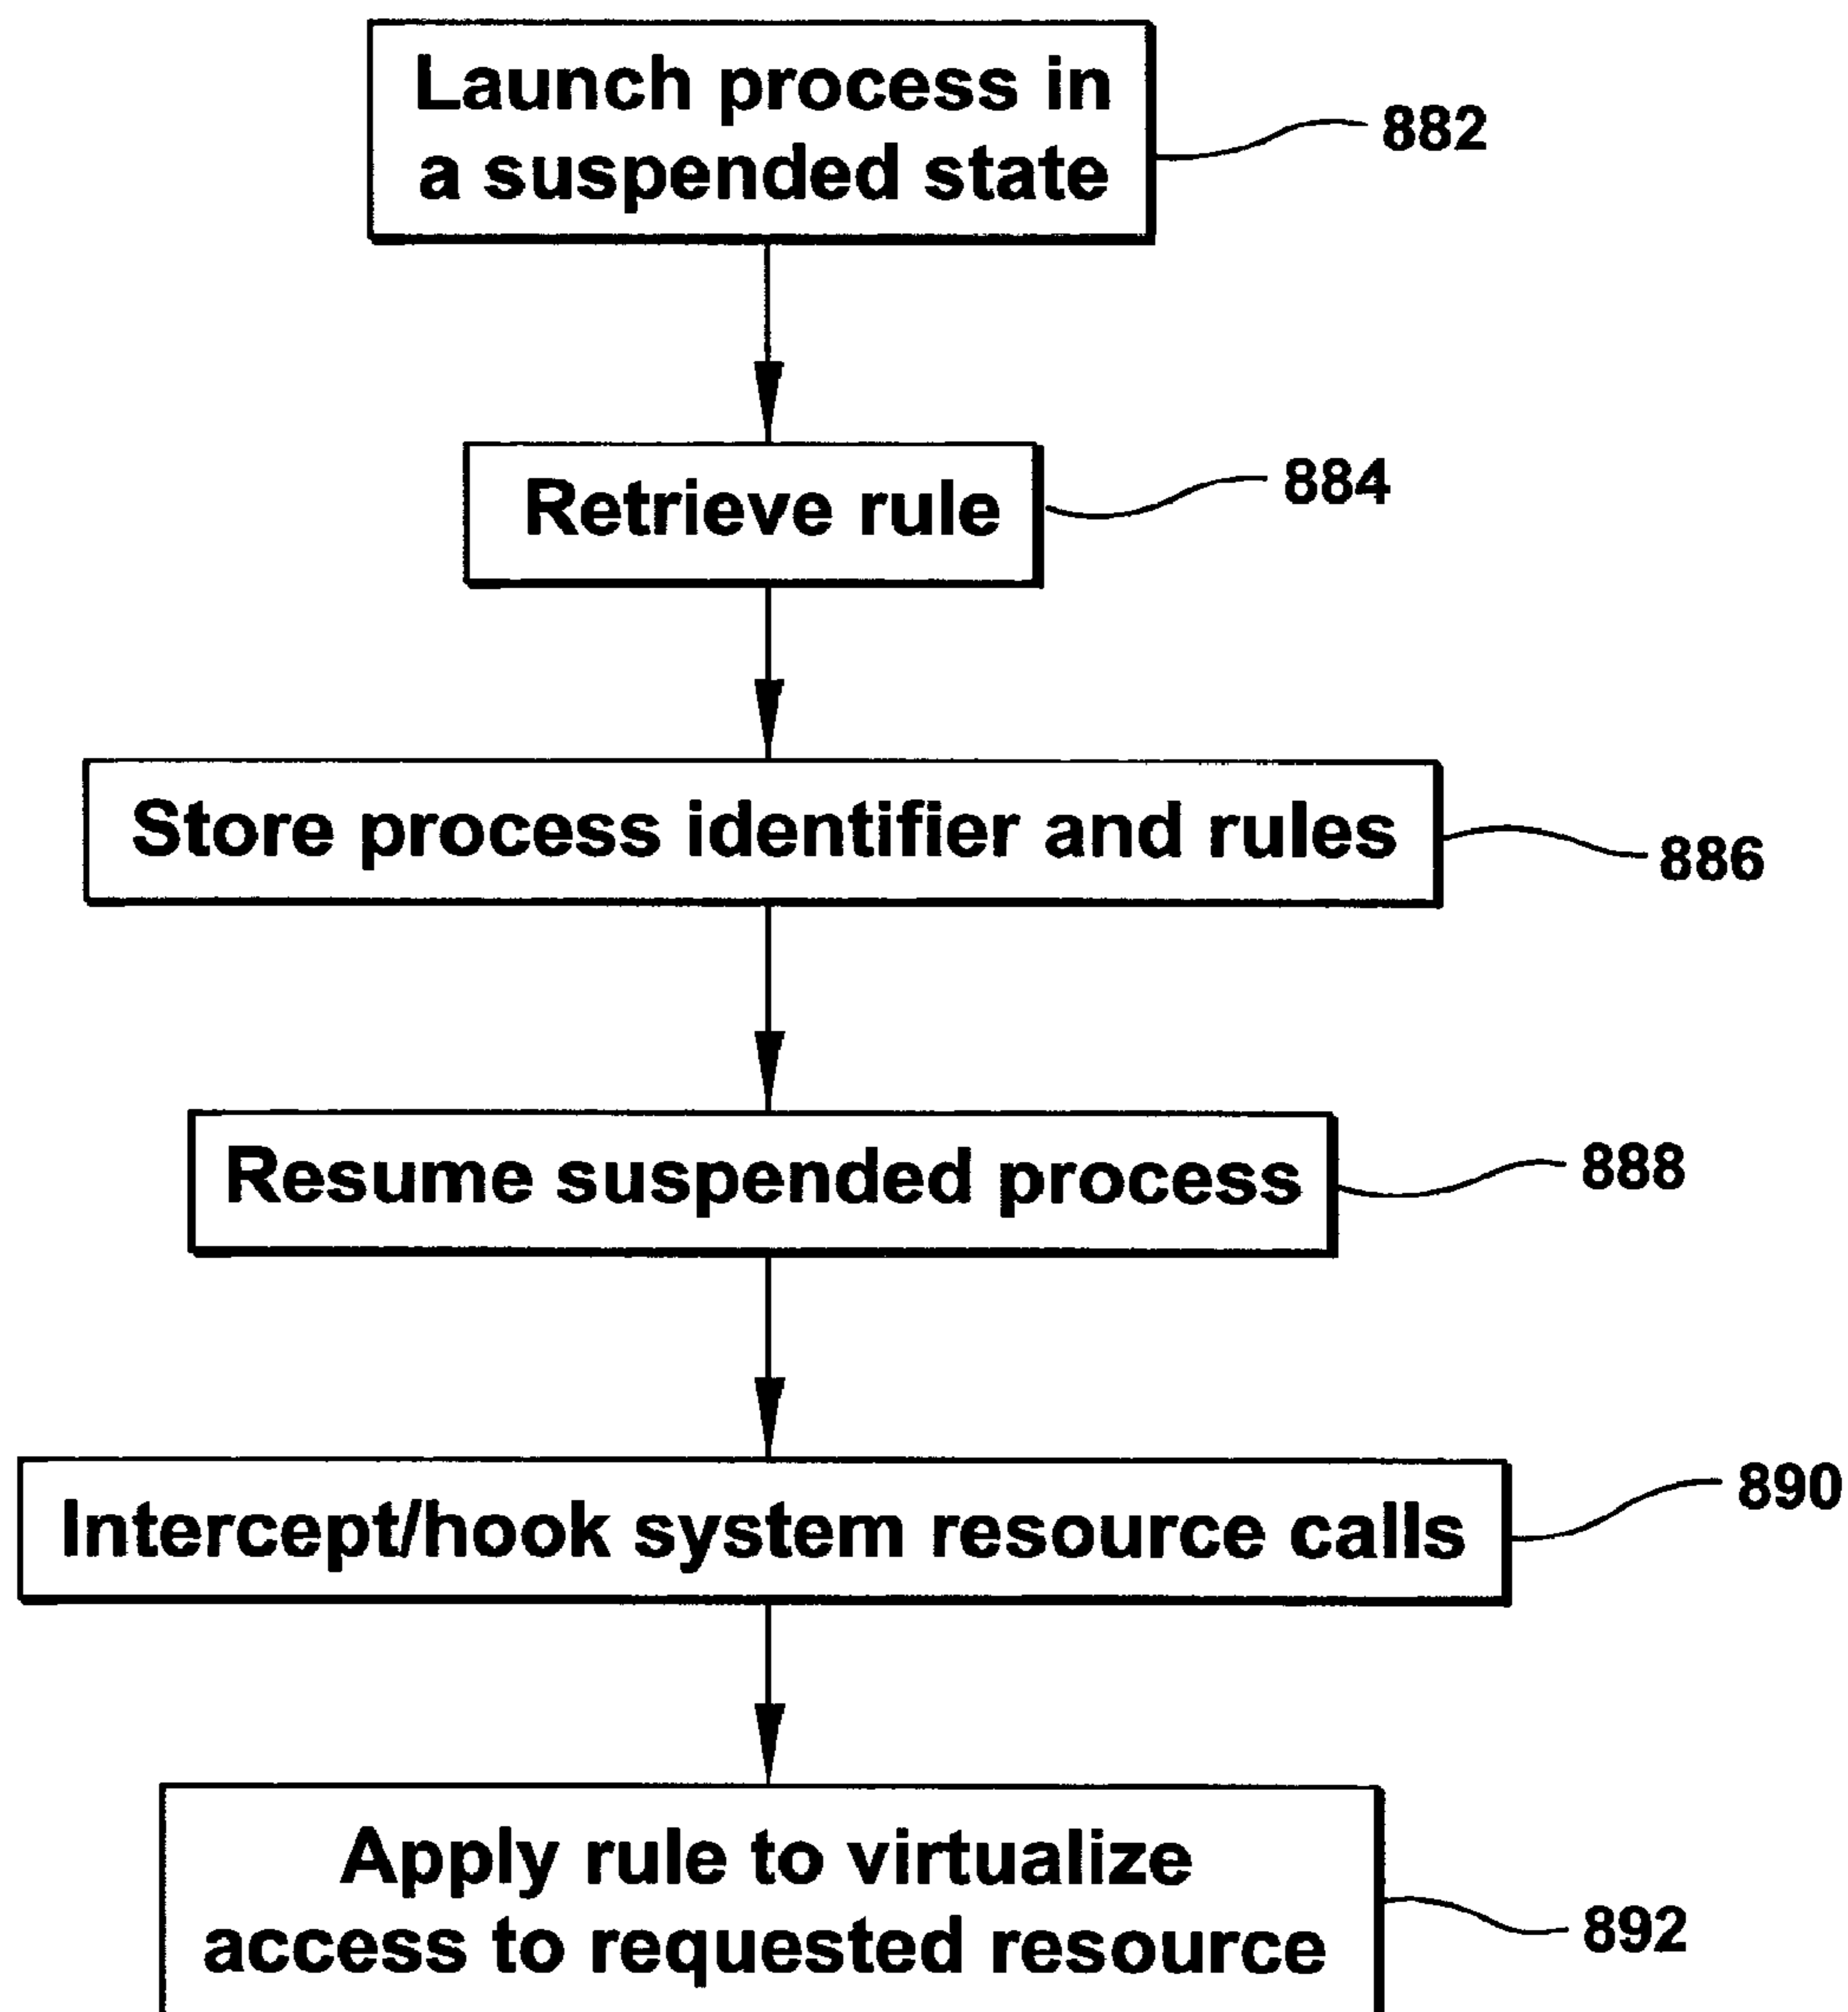 Launch process in
a suspended state
882
Retrieve rule
884
Store process identifier and rules
886
Resume suspended process
888
Intercept/hook system resource calls
890
Apply rule to virtualize
access to requested resource
892